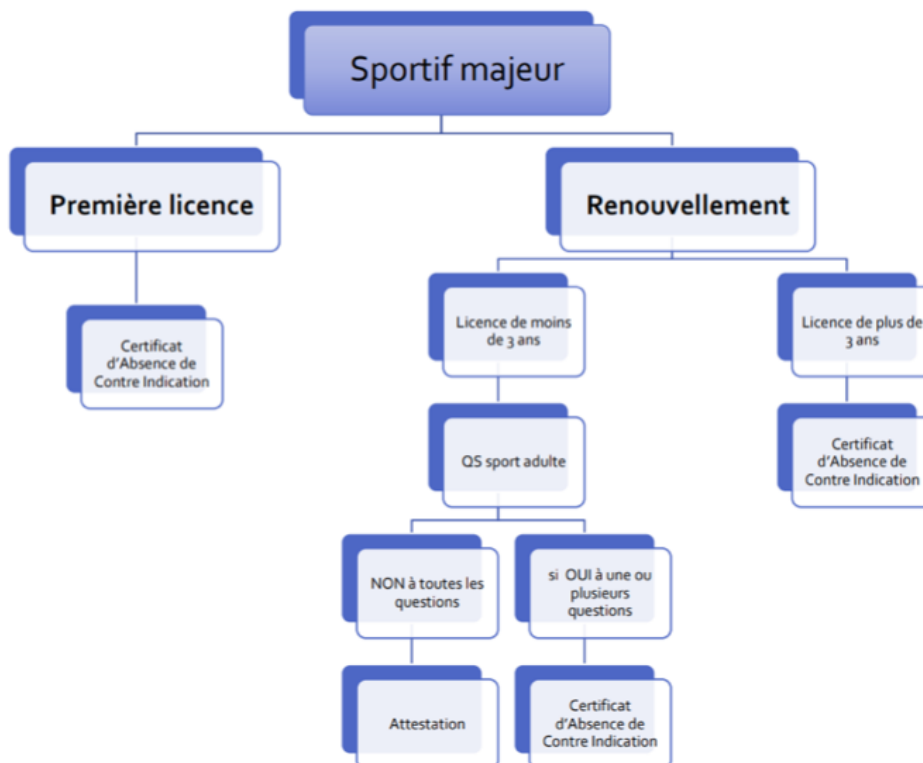 Sportif majeur
Première licence
Renouvellement
Certificat
d'Absence de
Contre Indication
Licence de moins
de 3 ans
Licence de plus de
3 ans
QS sport adulte
Certificat
d'Absence de
Contre Indication
NON à toutes les
questions
si OUI à une ou
plusieurs
questions
Attestation
Certificat
d'Absence de
Contre Indication